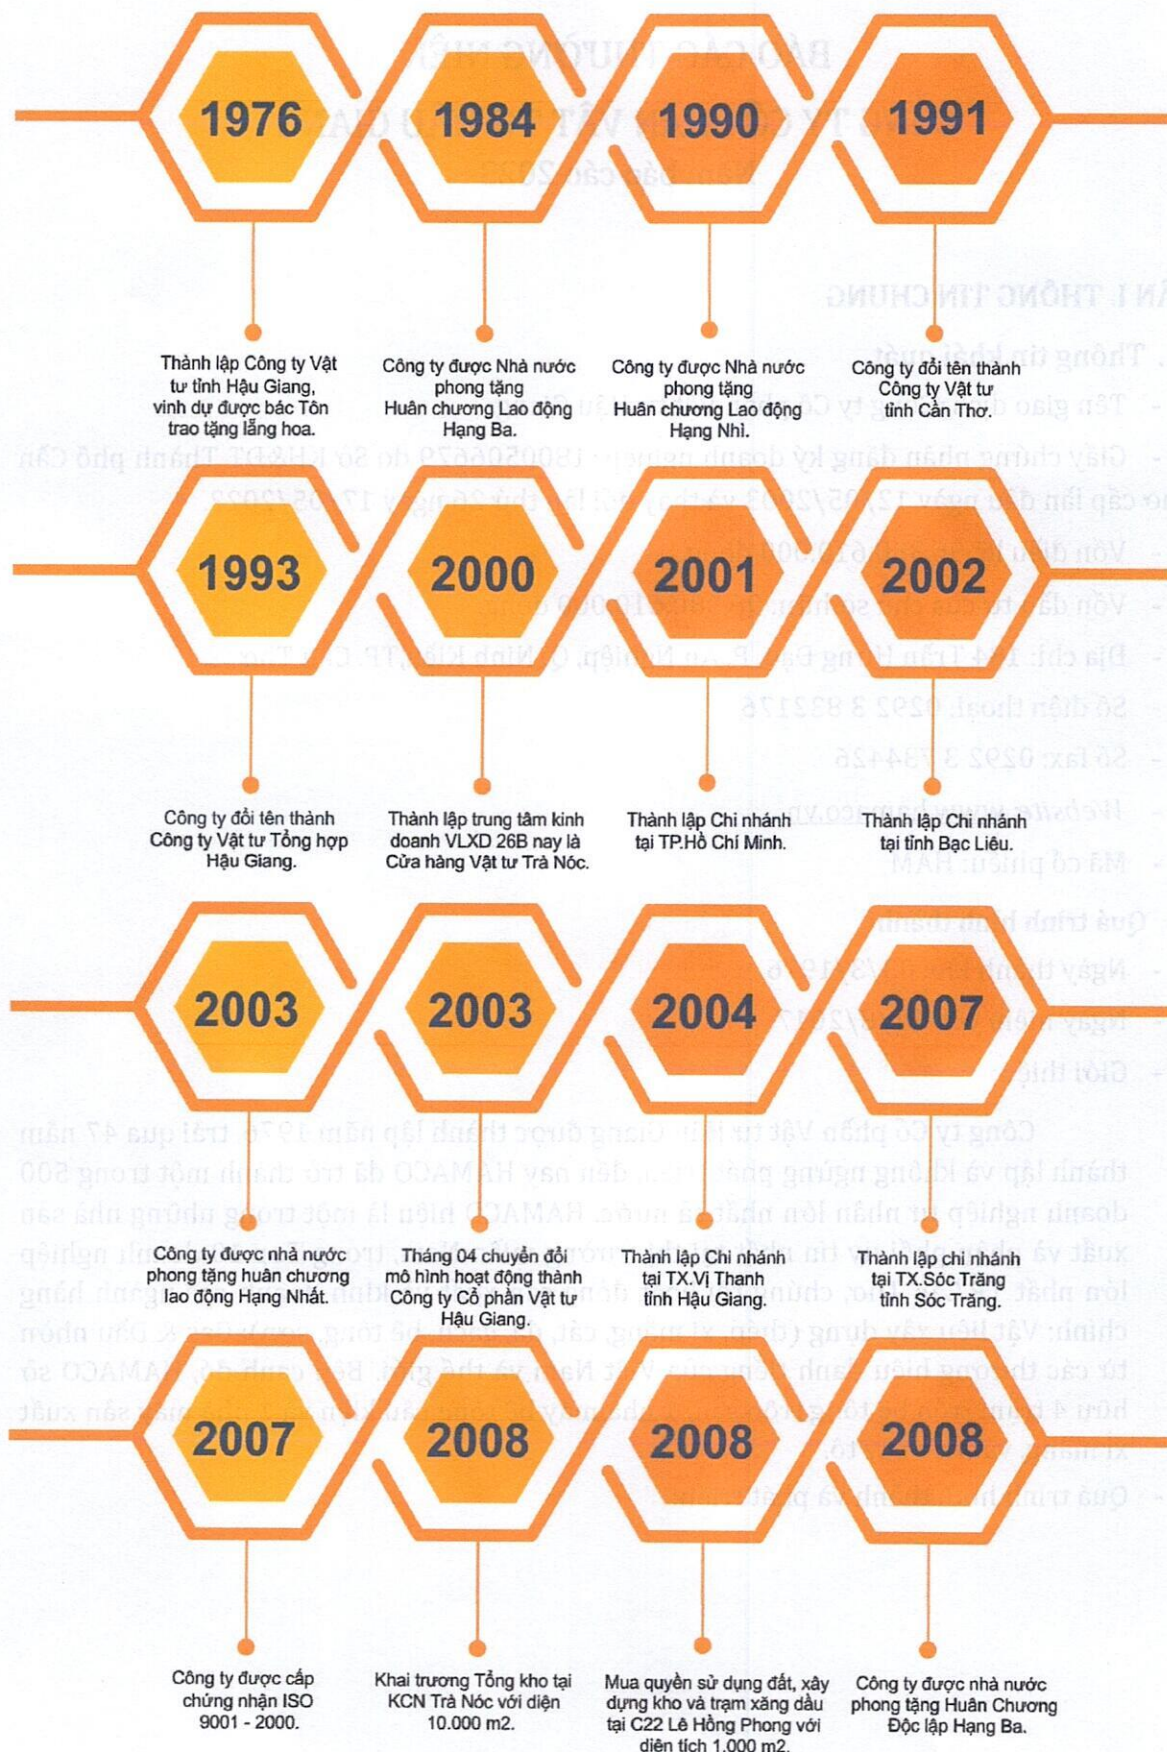 1976
1984
1990
1991
Thành lập Công ty Vật
tư tỉnh Hậu Giang,
vinh dự được bác Tôn
trao tặng lẵng hoa.
Công ty được Nhà nước
phong tặng
Huân chương Lao động
Hạng Ba.
Công ty được Nhà nước
phong tặng
Huân chương Lao động
Hạng Nhì.
Công ty đổi tên thành
Công ty Vật tư
tỉnh Cần Thơ.
1993
2000
2001
2002
Công ty đổi tên thành
Công ty Vật tư Tổng hợp
Hậu Giang.
Thành lập trung tâm kinh
doanh VLXD 26B nay là
Cửa hàng Vật tư Trà Nóc.
Thành lập Chi nhánh
tại TP.Hồ Chí Minh.
Thành lập Chi nhánh
tại tỉnh Bạc Liêu.
2003
2003
2004
2007
Công ty được nhà nước
phong tặng huân chương
lao động Hạng Nhất.
Tháng 04 chuyển đổi
mô hình hoạt động thành
Công ty Cổ phần Vật tư
Hậu Giang.
Thành lập Chi nhánh
tại TX.Vị Thanh
tỉnh Hậu Giang.
Thành lập chi nhánh
tại TX.Sóc Trăng
tỉnh Sóc Trăng.
2007
2008
2008
2008
Công ty được cấp
chứng nhận ISO
9001 - 2000.
Khai trương Tổng kho tại
KCN Trà Nóc với diện
10.000 m2.
Mua quyền sử dụng đất, xây
dựng kho và trạm xăng dầu
tại C22 Lê Hồng Phong với
diện tích 1.000 m2.
Công ty được nhà nước
phong tặng Huân Chương
Độc lập Hạng Ba.